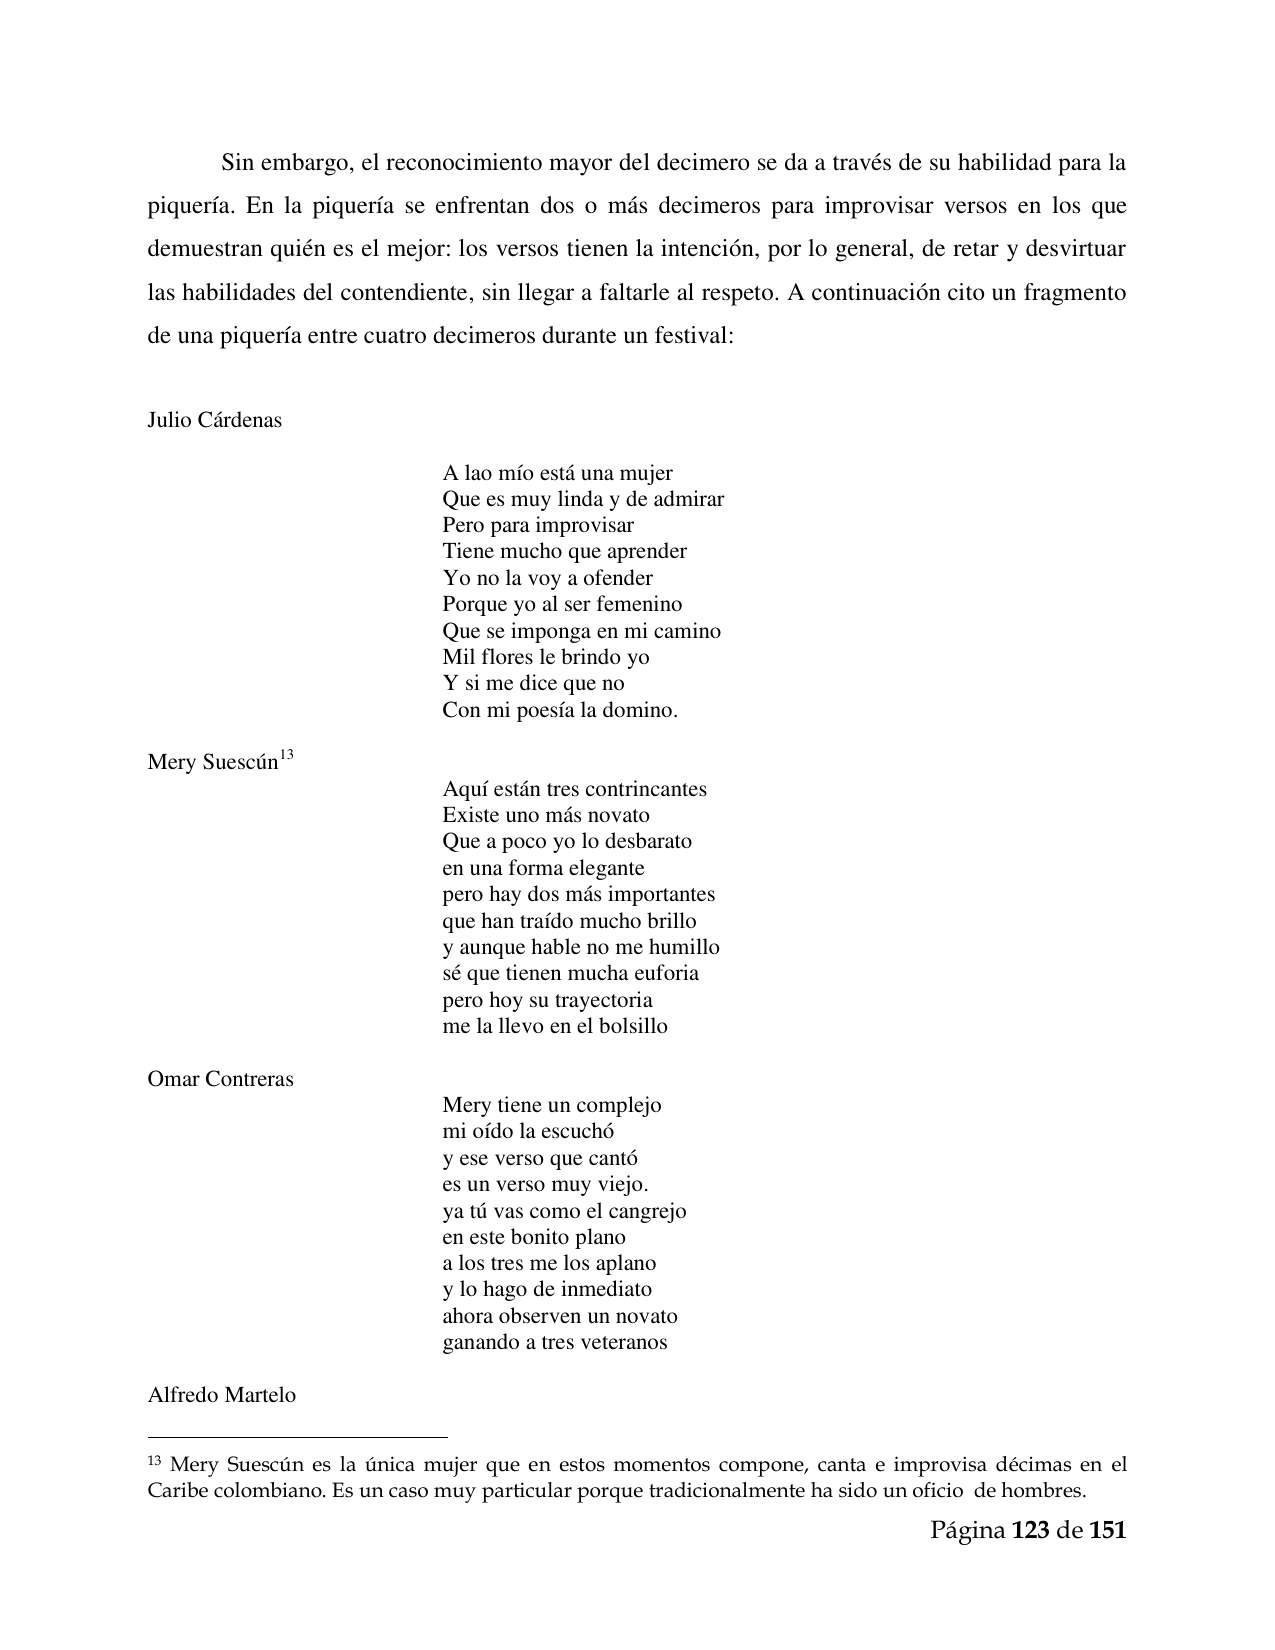 Sin embargo, el reconocimiento mayor del decimero se da a través de su habilidad para la
piquería. En la piquería se enfrentan dos o más decimeros para improvisar versos en los que
demuestran quién es el mejor: los versos tienen la intención, por lo general, de retar y desvirtuar
las habilidades del contendiente, sin llegar a faltarle al respeto. A continuación cito un fragmento
de una piquería entre cuatro decimeros durante un festival:
Julio Cárdenas
A lao mío está una mujer
Que es muy linda y de admirar
Pero para improvisar
Tiene mucho que aprender
Yo no la voy a ofender
Porque yo al ser femenino
Que se imponga en mi camino
Mil flores le brindo yo
Y si me dice que no
Con mi poesía la domino.
Mery Suescún13
Aquí están tres contrincantes
Existe uno más novato
Que a poco yo lo desbarato
en una forma elegante
pero hay dos más importantes
que han traído mucho brillo
y aunque hable no me humillo
sé que tienen mucha euforia
pero hoy su trayectoria
me la llevo en el bolsillo
Omar Contreras
Mery tiene un complejo
mi oído la escuchó
y ese verso que cantó
es un verso muy viejo.
ya tú vas como el cangrejo
en este bonito plano
a los tres me los aplano
y lo hago de inmediato
ahora observen un novato
ganando a tres veteranos
Alfredo Martelo
13 Mery Suescún es la única mujer que en estos momentos compone, canta e improvisa décimas en el
Caribe colombiano. Es un caso muy particular porque tradicionalmente ha sido un oficio de hombres.
Página 123 de 151